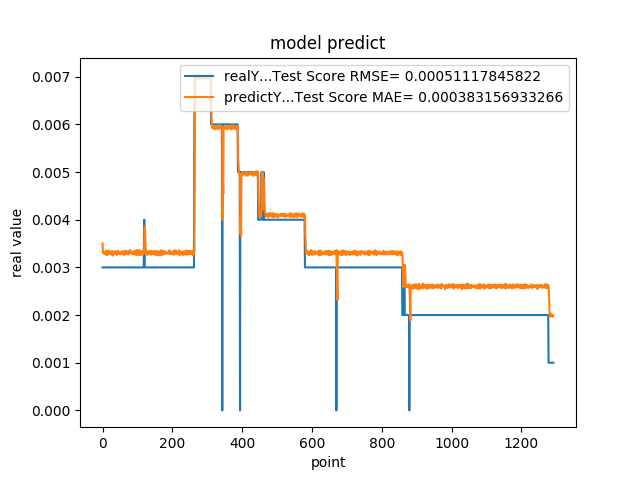 model predict
realY...Test Score RMSE= 0.00051117845822
predictY...Test Score MAE= 0.000383156933266
real value
0.007
0.006
0.005
0.004
0.003
0.002
0.001
0.000
0 200 400 600 800 1000 1200
point